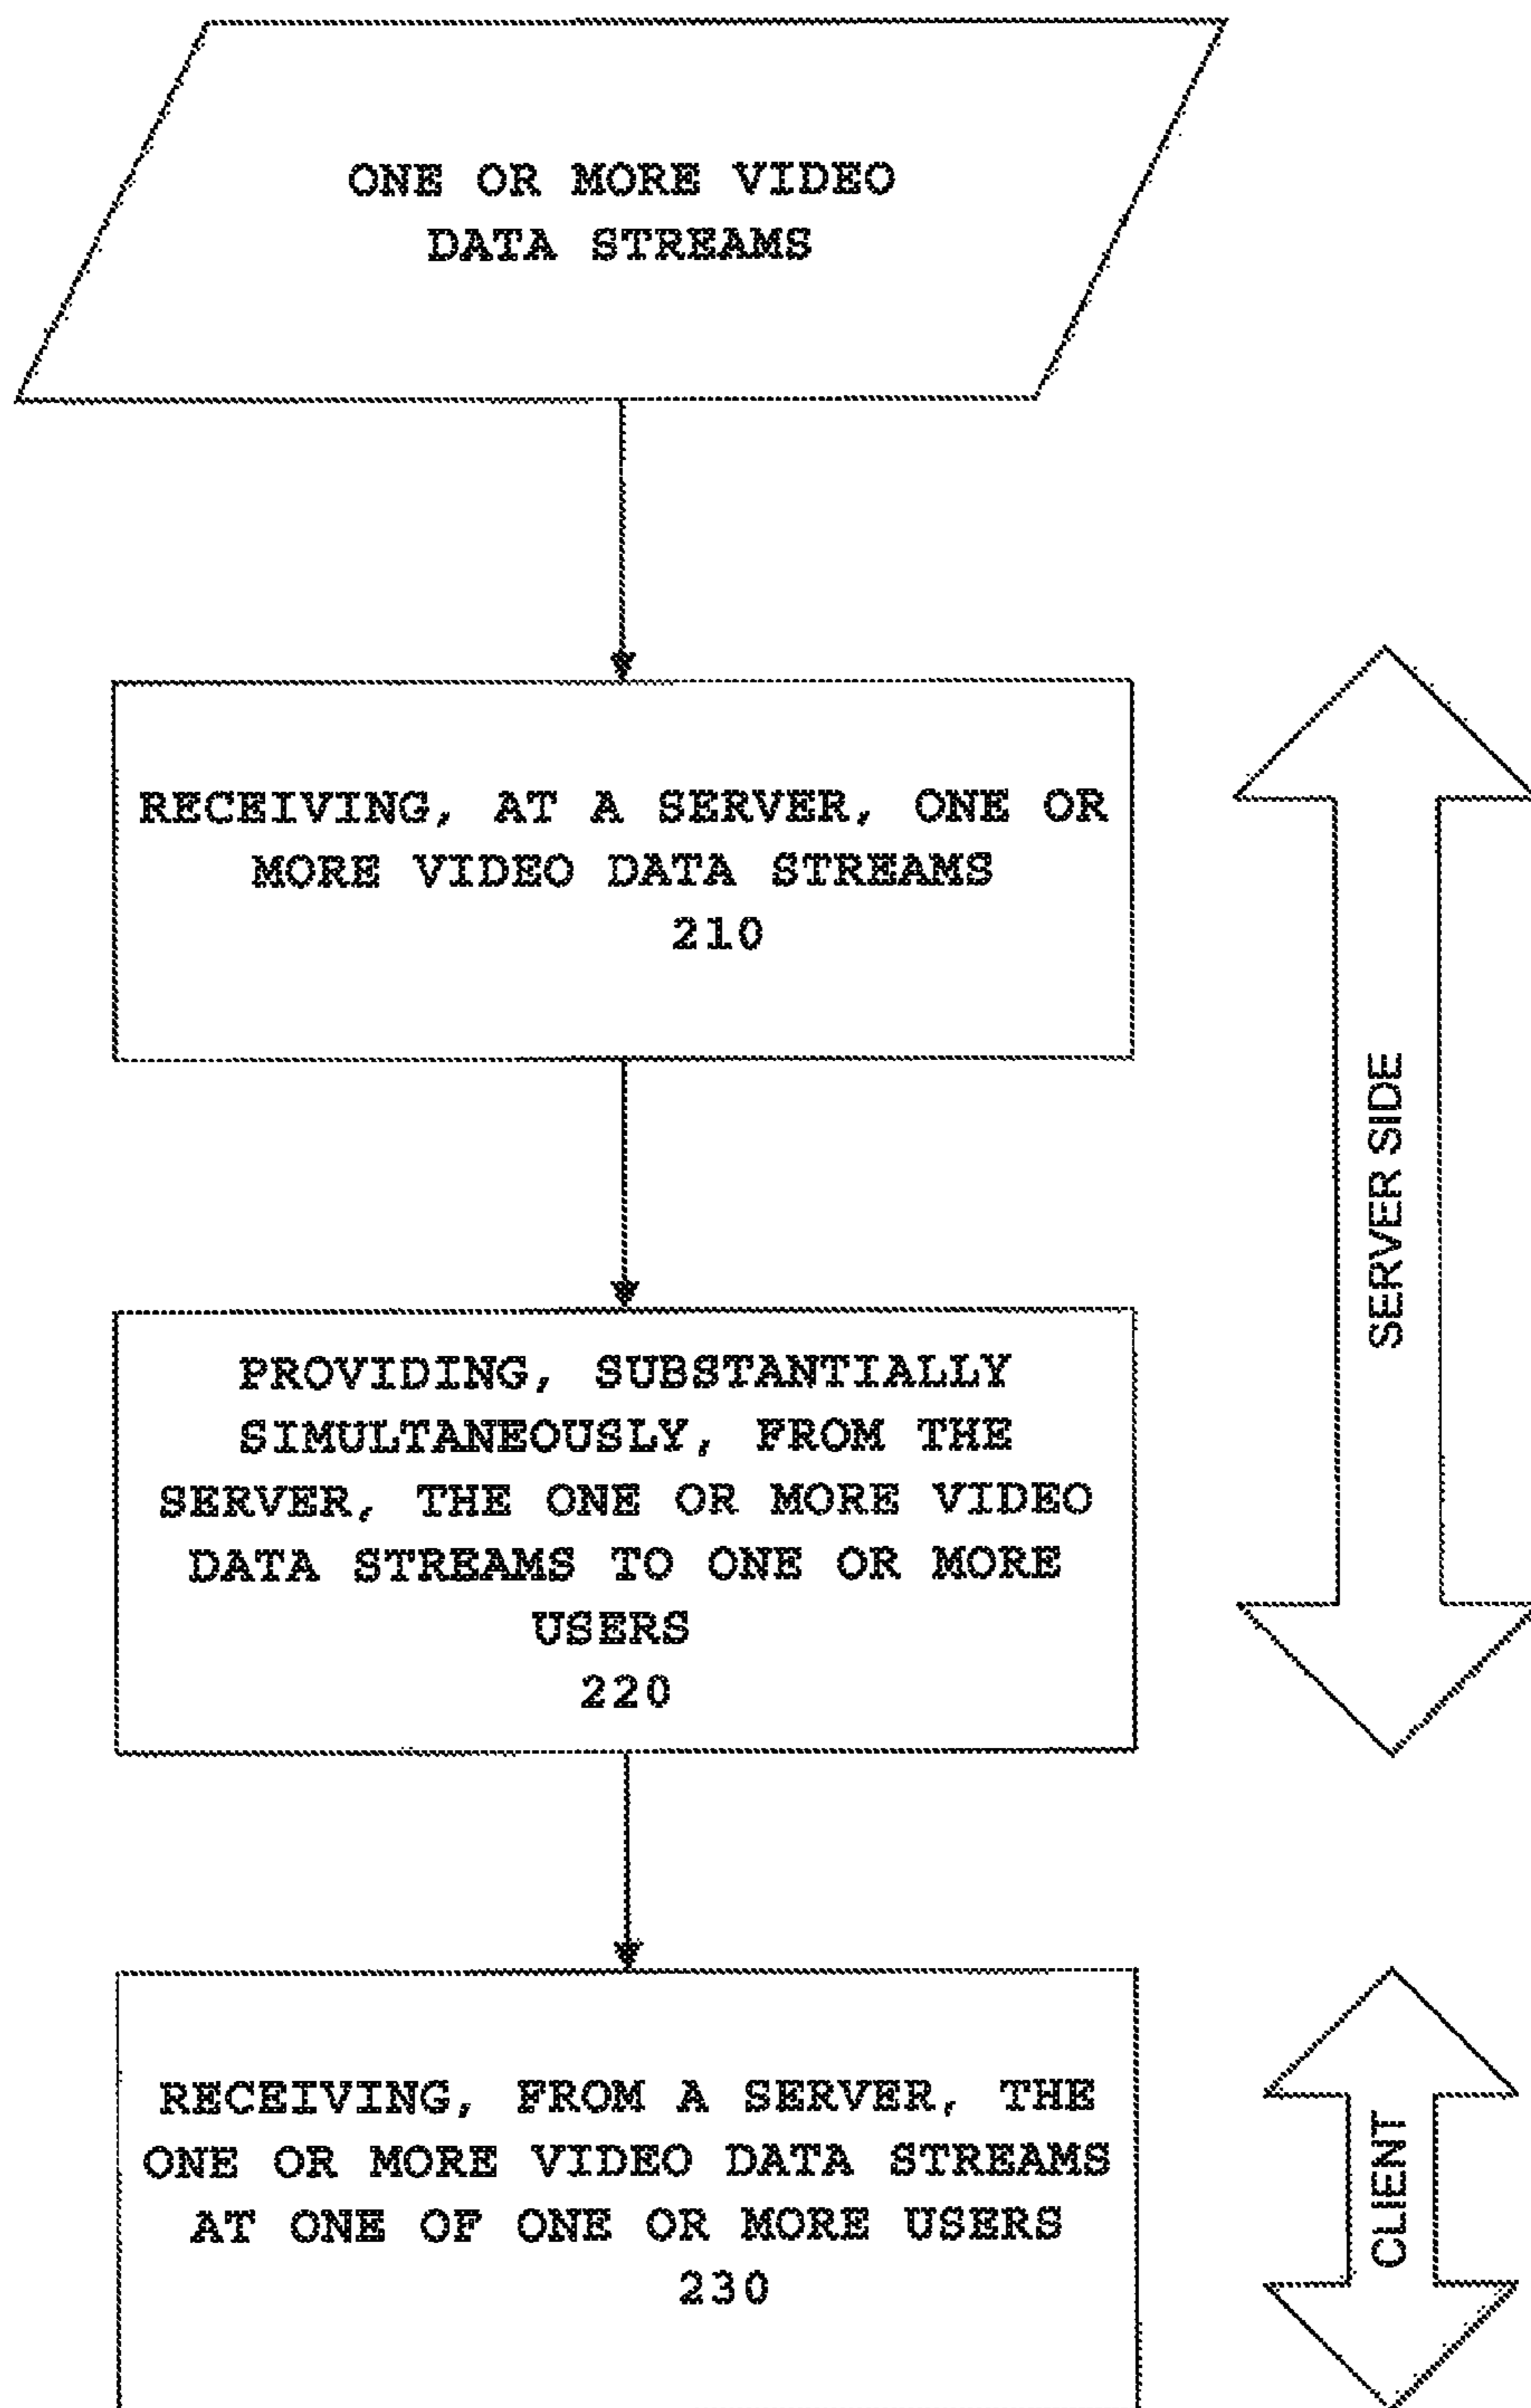 ONE OR MORE VIDEO
DATA STREAMS
RECEIVING, AT A SERVER, ONE OR
MORE VIDEO DATA STREAMS
210
SERVER SIDE
PROVIDING, SUBSTANTIALLY
SIMULTANEOUSLY, FROM THE
SERVER, THE ONE OR MORE VIDEO
DATA STREAMS TO ONE OR MORE
USERS
220
RECEIVING, FROM A SERVER, THE
ONE OR MORE VIDEO DATA STREAMS
AT ONE OF ONE OR MORE USERS
230
CLIENT